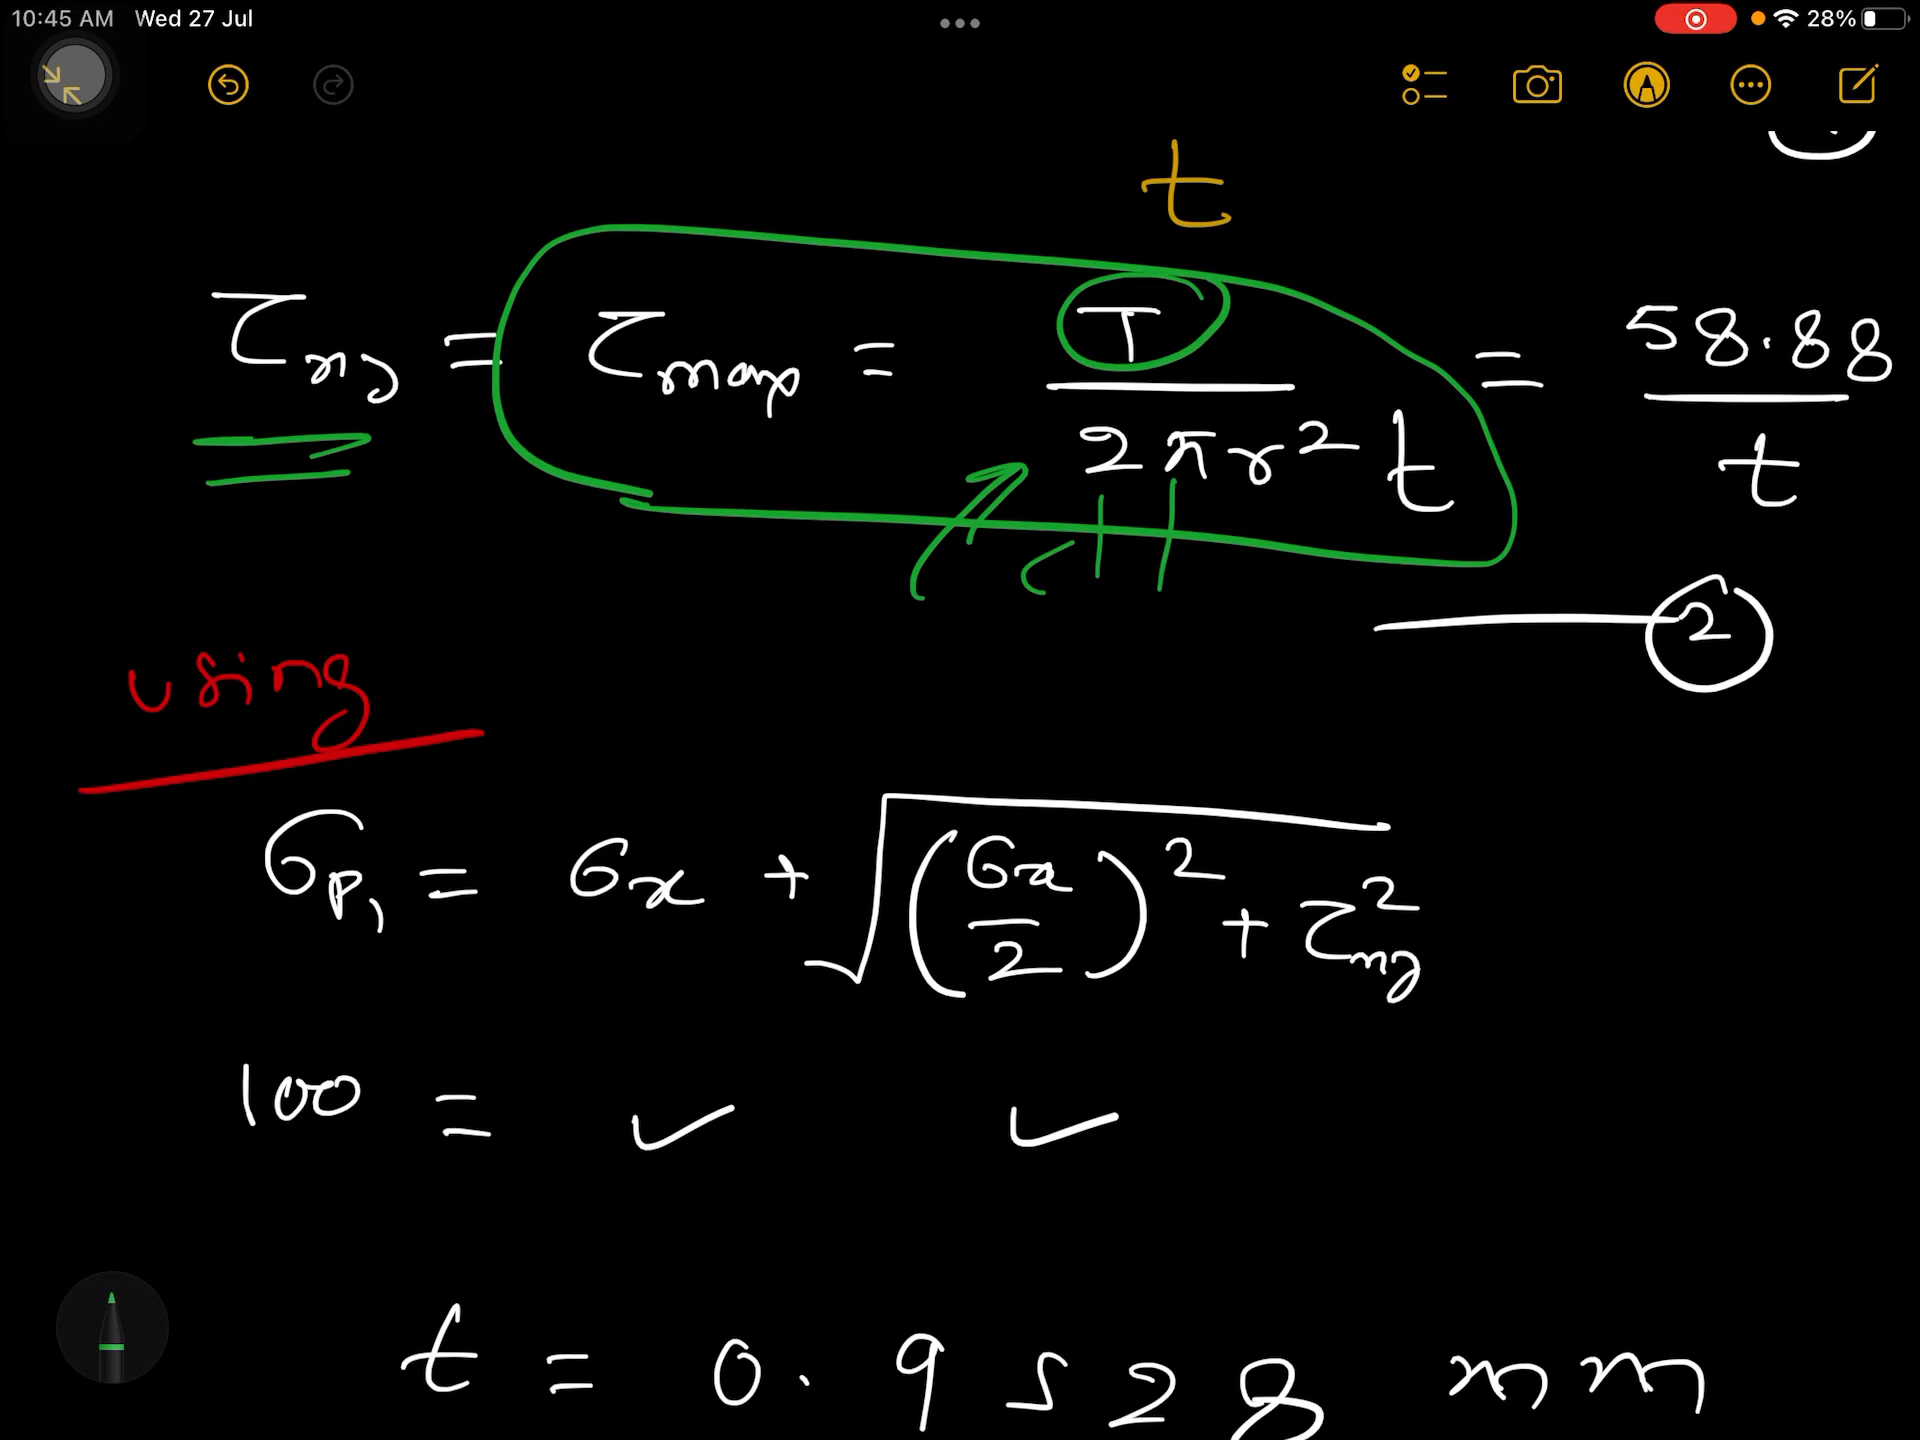 10:45 AM Wed 27 Jul 28%
t
τxy = τmax = T / 2πr²t = 58.88 / t
2
using
σP1 = σx + √((σx/2)² + τxy²)
100 = ✓ ✓
t = 0.9528 mm